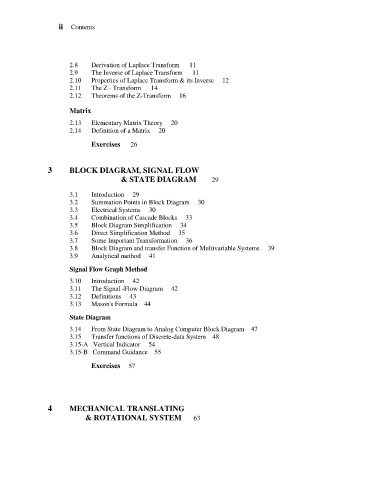 ii Contents
2.8 Derivation of Laplace Transform 11
2.9 The Inverse of Laplace Transform 11
2.10 Properties of Laplace Transform & its Inverse 12
2.11 The Z - Transform 14
2.12 Theorems of the Z-Transform 16
Matrix
2.13 Elementary Matrix Theory 20
2.14 Definition of a Matrix 20
Exercises 26
3 BLOCK DIAGRAM, SIGNAL FLOW
& STATE DIAGRAM 29
3.1 Introduction 29
3.2 Summation Points in Block Diagram 30
3.3 Electrical Systems 30
3.4 Combination of Cascade Blocks 33
3.5 Block Diagram Simplification 34
3.6 Direct Simplification Method 35
3.7 Some Important Transformation 36
3.8 Block Diagram and transfer Function of Multivariable Systems 39
3.9 Analytical method 41
Signal Flow Graph Method
3.10 Introduction 42
3.11 The Signal -Flow Diagram 42
3.12 Definitions 43
3.13 Mason's Formula 44
State Diagram
3.14 From State Diagram to Analog Computer Block Diagram 47
3.15 Transfer functions of Discrete-data System 48
3.15-A Vertical Indicator 54
3.15-B Command Guidance 55
Exercises 57
4 MECHANICAL TRANSLATING
& ROTATIONAL SYSTEM 63